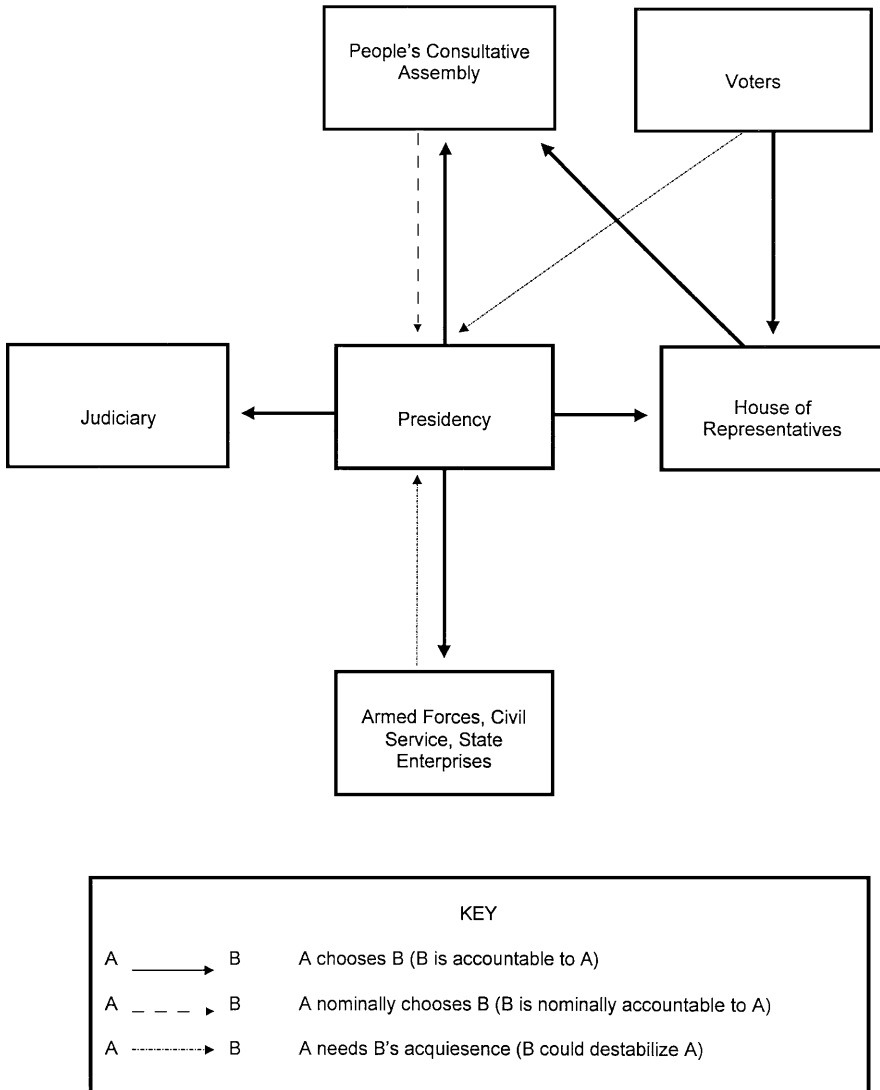 People's Consultative
Assembly
Voters
Judiciary
Presidency
House of
Representatives
Armed Forces, Civil
Service, State
Enterprises
KEY
A B A chooses B (B is accountable to A)
A B A nominally chooses B (B is nominally accountable to A)
A B A needs B's acquiesence (B could destabilize A)